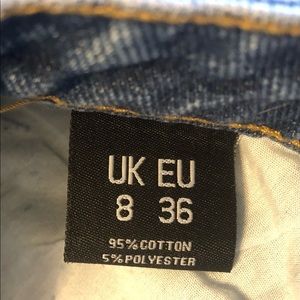 UK EU
8 36
95% COTTON
5% POLYESTER